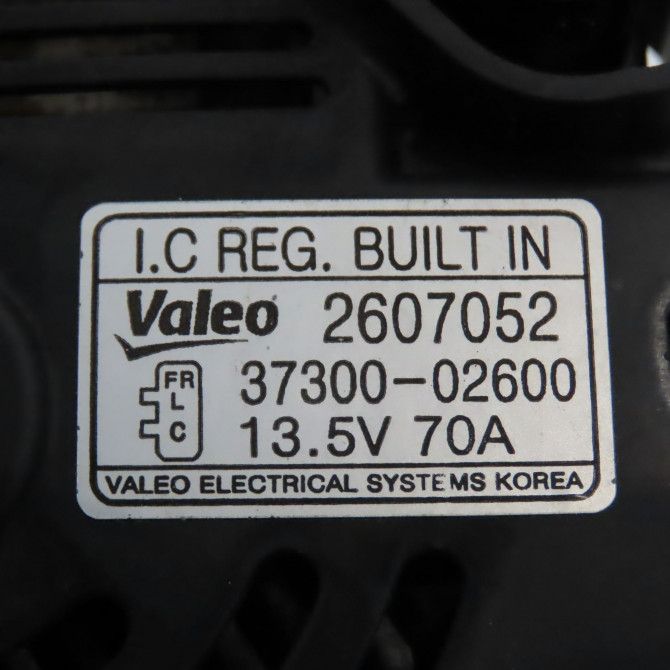 I.C REG. BUILT IN
Valeo 2607052
FR 37300-02600
L
C 13.5V 70A
VALEO ELECTRICAL SYSTEMS KOREA